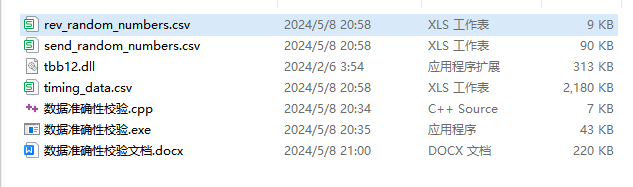 rev_random_numbers.csv 2024/5/8 20:58 XLS 工作表 9 KB
send_random_numbers.csv 2024/5/8 20:58 XLS 工作表 90 KB
tbb12.dll 2024/2/6 3:54 应用程序扩展 313 KB
timing_data.csv 2024/5/8 20:58 XLS 工作表 2,180 KB
数据准确性校验.cpp 2024/5/8 20:34 C++ Source 7 KB
数据准确性校验.exe 2024/5/8 20:35 应用程序 43 KB
数据准确性校验文档.docx 2024/5/8 21:00 DOCX 文档 220 KB